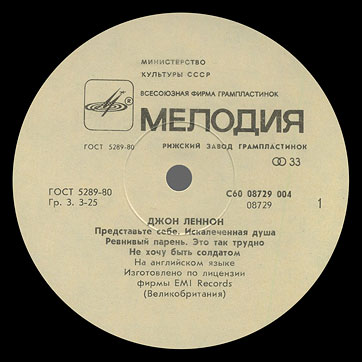 МИНИСТЕРСТВО
КУЛЬТУРЫ СССР
ВСЕСОЮЗНАЯ ФИРМА ГРАМПЛАСТИНОК
МЕЛОДИЯ
ГОСТ 5289-80 РИЖСКИЙ ЗАВОД ГРАМПЛАСТИНОК
33
ГОСТ 5289-80 С60 08729 004
Гр. 3. 3-25 08729 1
ДЖОН ЛЕННОН
Представьте себе. Искалеченная душа
Ревнивый парень. Это так трудно
Не хочу быть солдатом
На английском языке
Изготовлено по лицензии
фирмы EMI Records
(Великобритания)